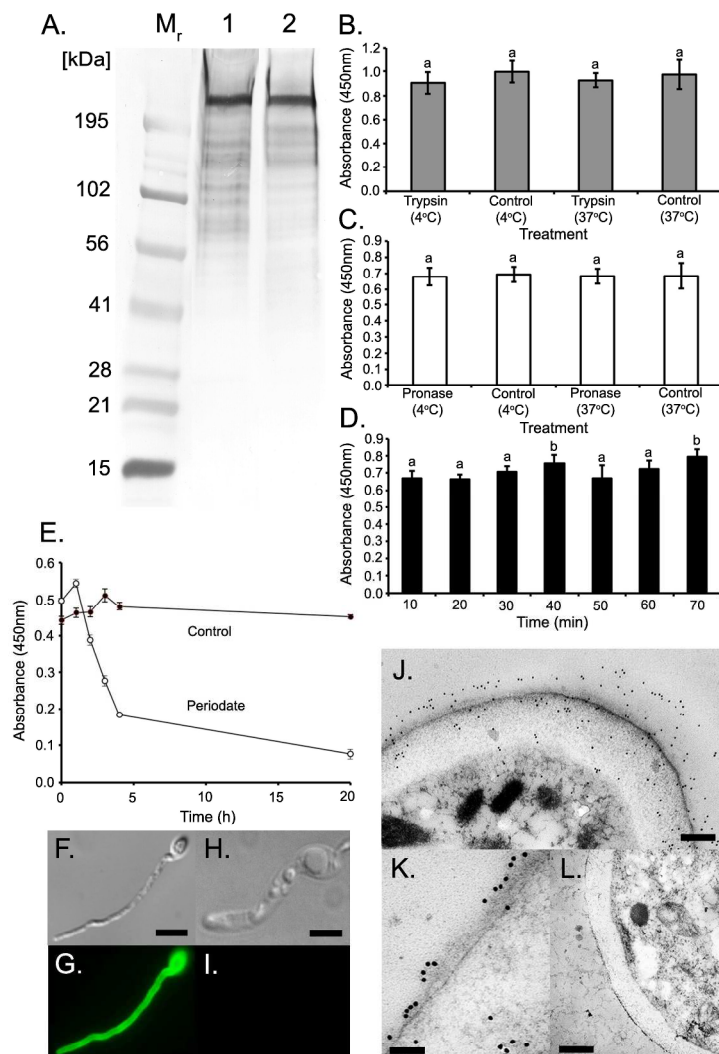 A.
M_r 1 2
[kDa]
195
102
56
41
28
21
15
B.
Absorbance (450nm)
1.2
1.0
0.8
0.6
0.4
0.2
0.0
a a a a
Trypsin (4°C) Control (4°C) Trypsin (37°C) Control (37°C)
Treatment
C.
Absorbance (450nm)
0.9
0.8
0.7
0.6
0.5
0.4
0.3
0.2
0.1
0.0
a a a a
Pronase (4°C) Control (4°C) Pronase (37°C) Control (37°C)
Treatment
D.
Absorbance (450nm)
0.9
0.8
0.7
0.6
0.5
0.4
0.3
0.2
0.1
0.0
a a a b a a b
10 20 30 40 50 60 70
Time (min)
E.
Absorbance (450nm)
0.6
0.5
0.4
0.3
0.2
0.1
0.0
Control
Periodate
0 5 10 15 20
Time (h)
F.
H.
G.
I.
J.
K.
L.